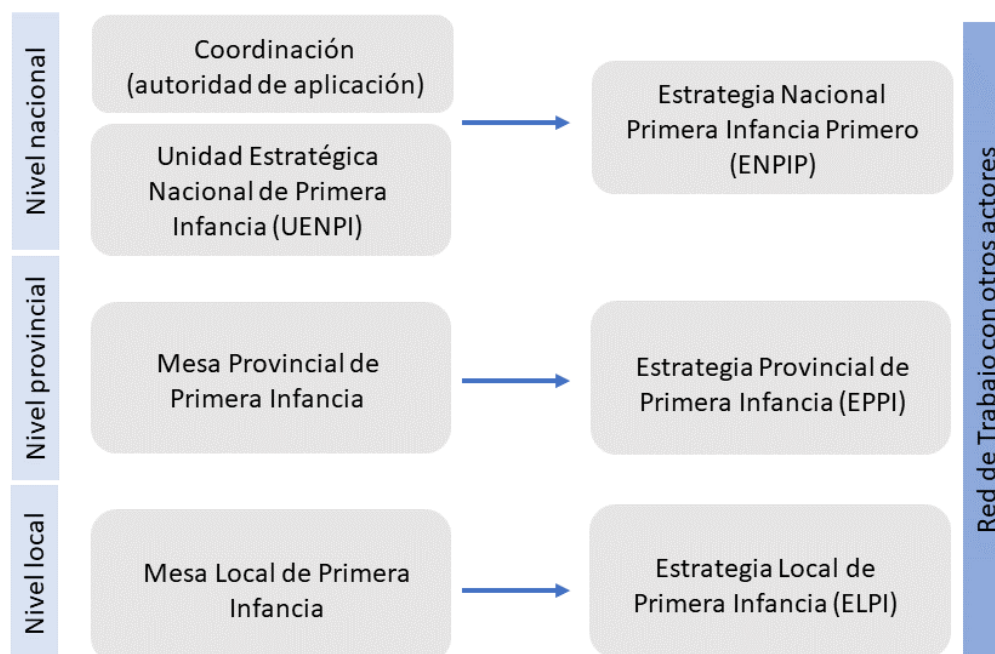 Nivel nacional
Coordinación
(autoridad de aplicación)
Unidad Estratégica
Nacional de Primera
Infancia (UENPI)
Estrategia Nacional
Primera Infancia Primero
(ENPIP)
Nivel provincial
Mesa Provincial de
Primera Infancia
Estrategia Provincial de
Primera Infancia (EPPI)
Nivel local
Mesa Local de Primera
Infancia
Estrategia Local de
Primera Infancia (ELPI)
Red de Trabajo con otros actores